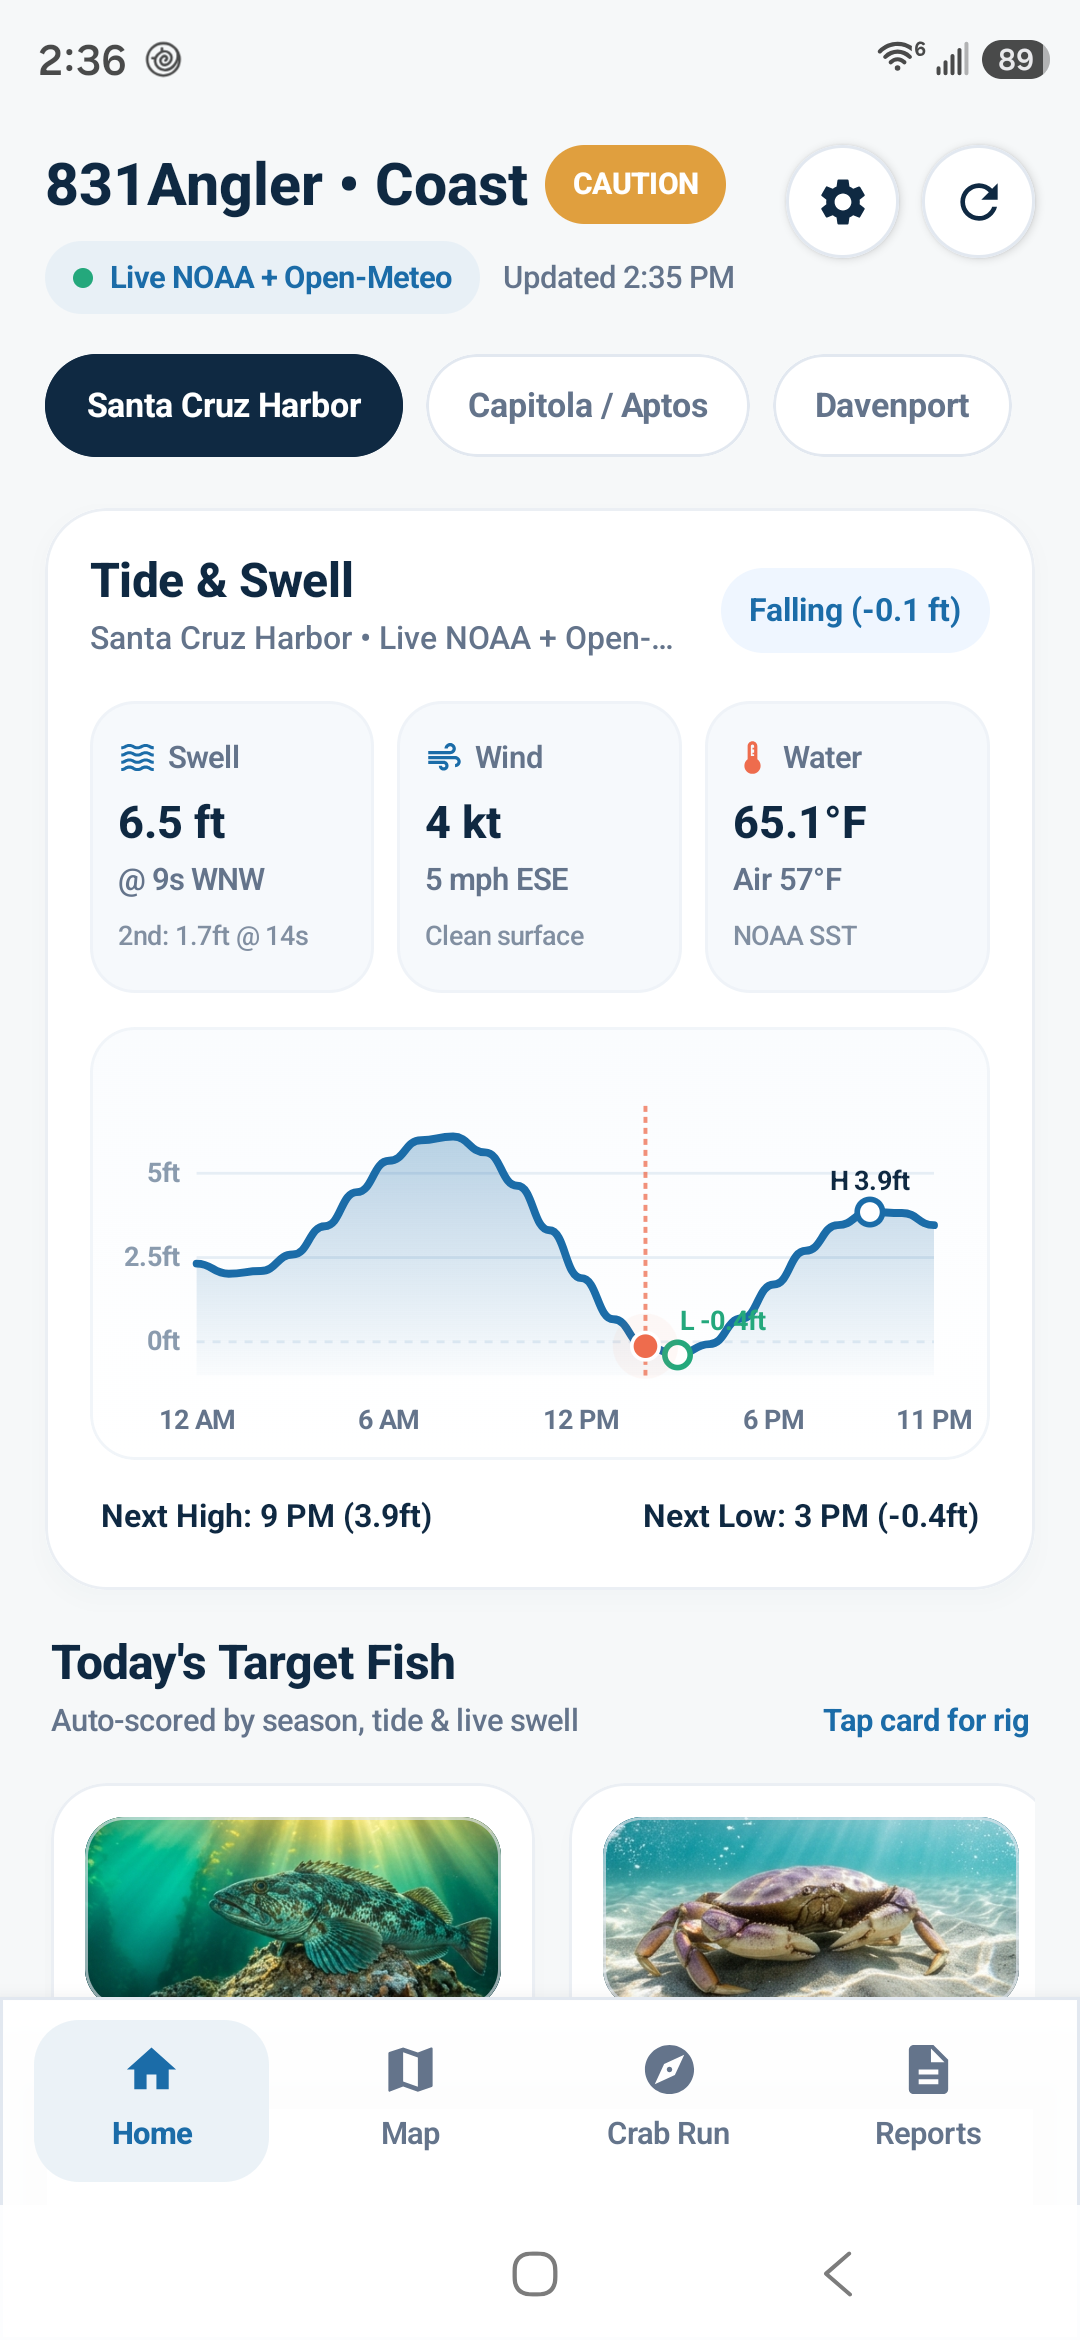 2:36
6
89
831Angler • Coast
CAUTION
Live NOAA + Open-Meteo
Updated 2:35 PM
Santa Cruz Harbor
Capitola / Aptos
Davenport
Tide & Swell
Santa Cruz Harbor • Live NOAA + Open-...
Falling (-0.1 ft)
Swell
6.5 ft
@ 9s WNW
2nd: 1.7ft @ 14s
Wind
4 kt
5 mph ESE
Clean surface
Water
65.1°F
Air 57°F
NOAA SST
5ft
2.5ft
0ft
H 3.9ft
L -0.4ft
12 AM
6 AM
12 PM
6 PM
11 PM
Next High: 9 PM (3.9ft)
Next Low: 3 PM (-0.4ft)
Today's Target Fish
Auto-scored by season, tide & live swell
Tap card for rig
Home
Map
Crab Run
Reports